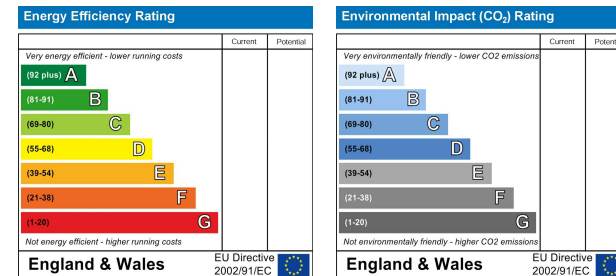 Energy Efficiency Rating
Current Potential
Very energy efficient - lower running costs
(92 plus) A
(81-91) B
(69-80) C
(55-68) D
(39-54) E
(21-38) F
(1-20) G
Not energy efficient - higher running costs
England & Wales
EU Directive
2002/91/EC
Environmental Impact (CO₂) Rating
Current Potent
Very environmentally friendly - lower CO2 emissions
(92 plus) A
(81-91) B
(69-80) C
(55-68) D
(39-54) E
(21-38) F
(1-20) G
Not environmentally friendly - higher CO2 emissions
England & Wales
EU Directive
2002/91/EC